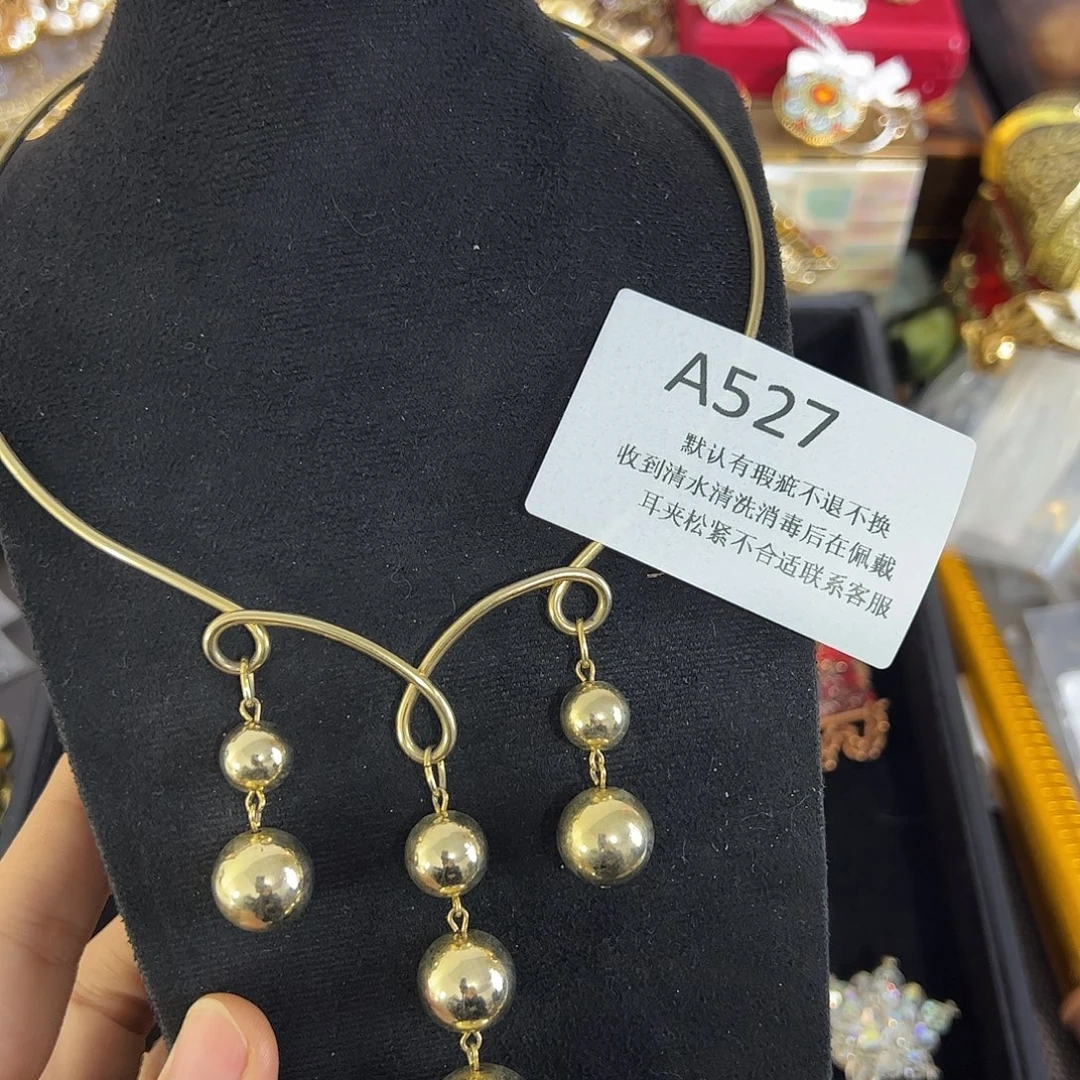 A527
默认有瑕疵不退不换
收到清水清洗消毒后在佩戴
耳夹松紧不合适联系客服